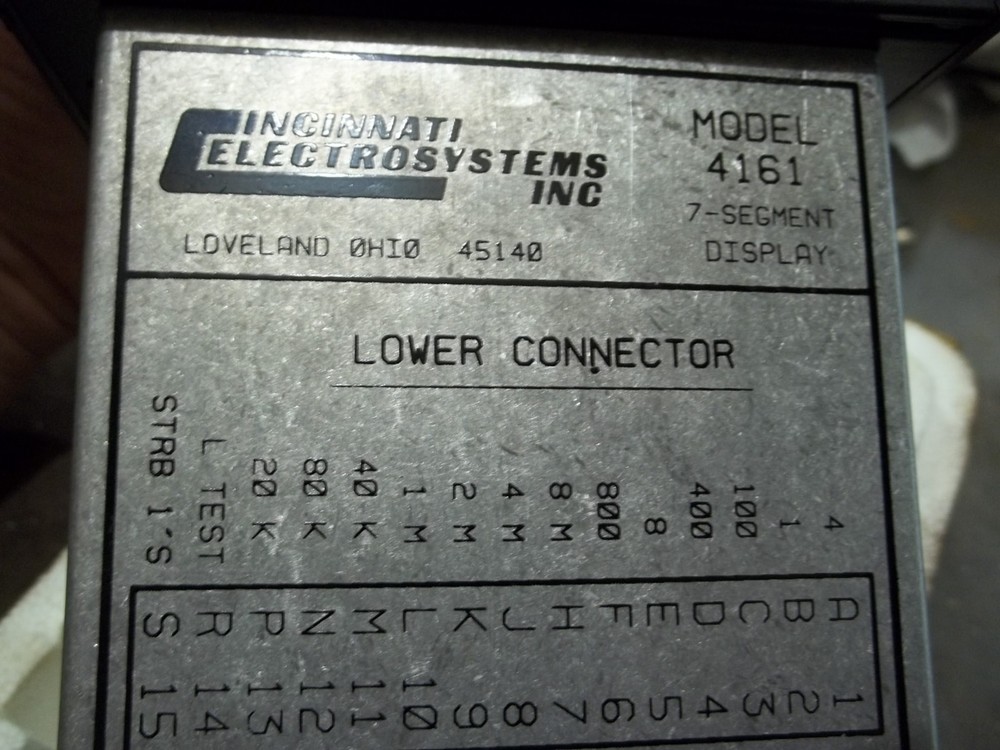 CINCINNATI
ELECTROSYSTEMS
INC
LOVELAND OHIO 45140
MODEL
4161
7-SEGMENT
DISPLAY
LOWER CONNECTOR
STRB 1'S
L TEST
20 K
80 K
40 K
1 M
2 M
4 M
8 M
800
8
400
100
1
4
S R P N M L K J H F E D C B A
15 14 13 12 11 10 9 8 7 6 5 4 3 2 1